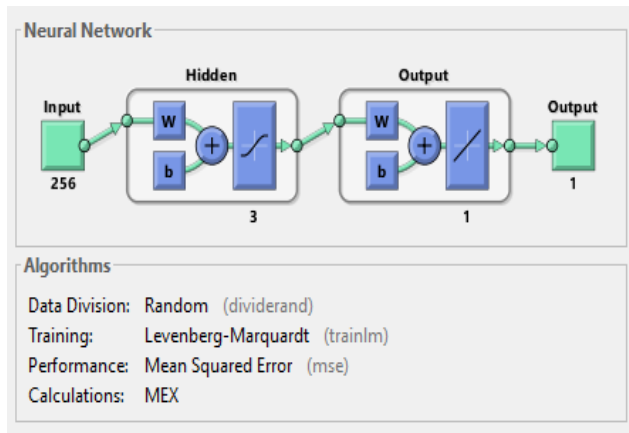 Neural Network
Hidden Output
Input Output
W W
+ +
b b
256 1
3 1
Algorithms
Data Division: Random (dividerand)
Training: Levenberg-Marquardt (trainlm)
Performance: Mean Squared Error (mse)
Calculations: MEX